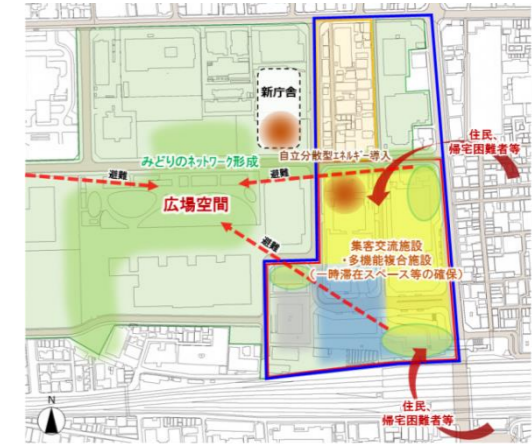 新庁舎
住民、
帰宅困難者等
みどりのネットワーク形成
自立分散型エネルギー導入
避難
避難
広場空間
避難
集客交流施設
・多機能複合施設
（一時滞在スペース等の確保）
住民、
帰宅困難者等
N